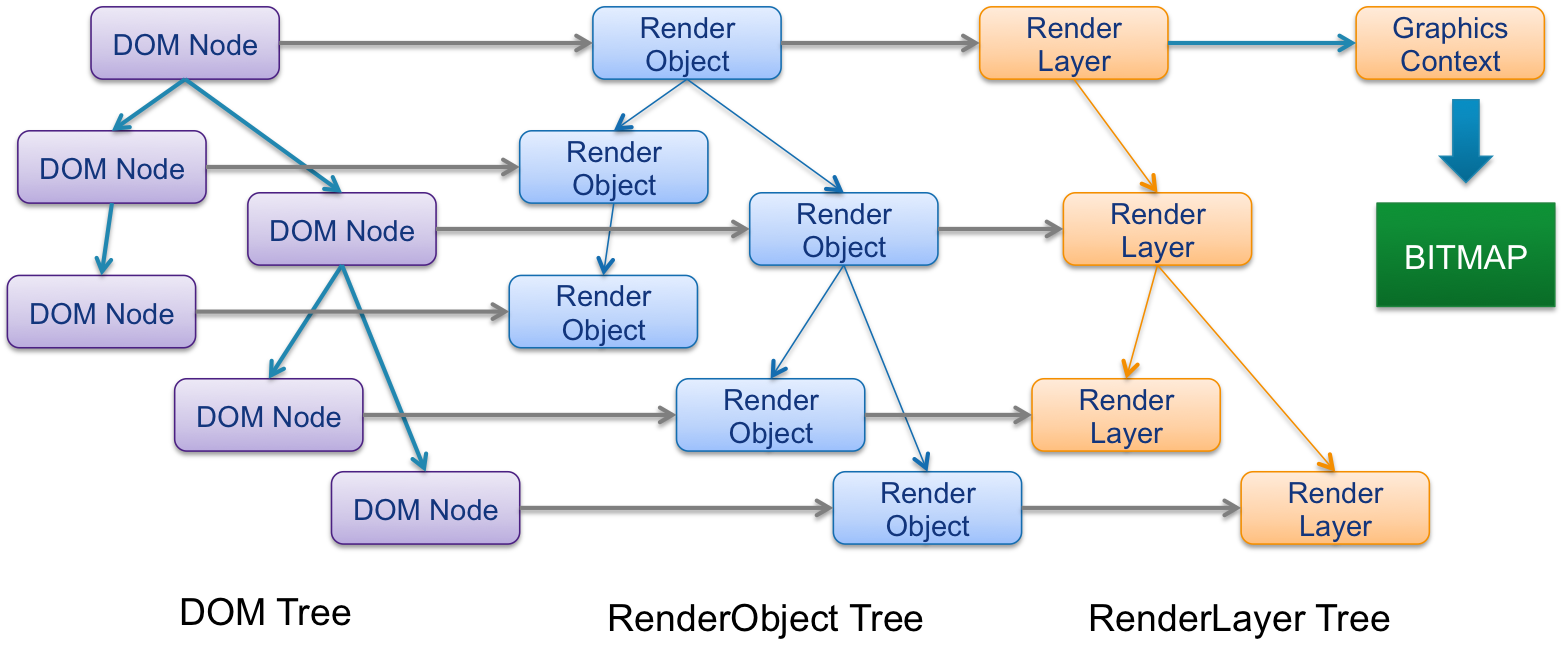 DOM Node
Render
Object
Render
Layer
Graphics
Context
DOM Node
Render
Object
DOM Node
Render
Object
Render
Layer
BITMAP
DOM Node
Render
Object
DOM Node
Render
Object
Render
Layer
DOM Node
Render
Object
Render
Layer
DOM Tree
RenderObject Tree
RenderLayer Tree